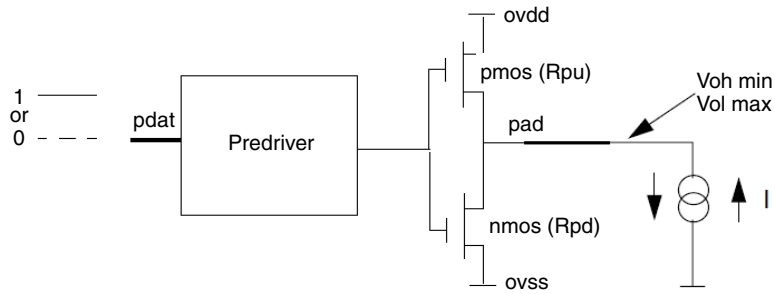 ovdd
pmos (Rpu)
Voh min
Vol max
1
or
0
pdat
Predriver
pad
nmos (Rpd)
I
ovss